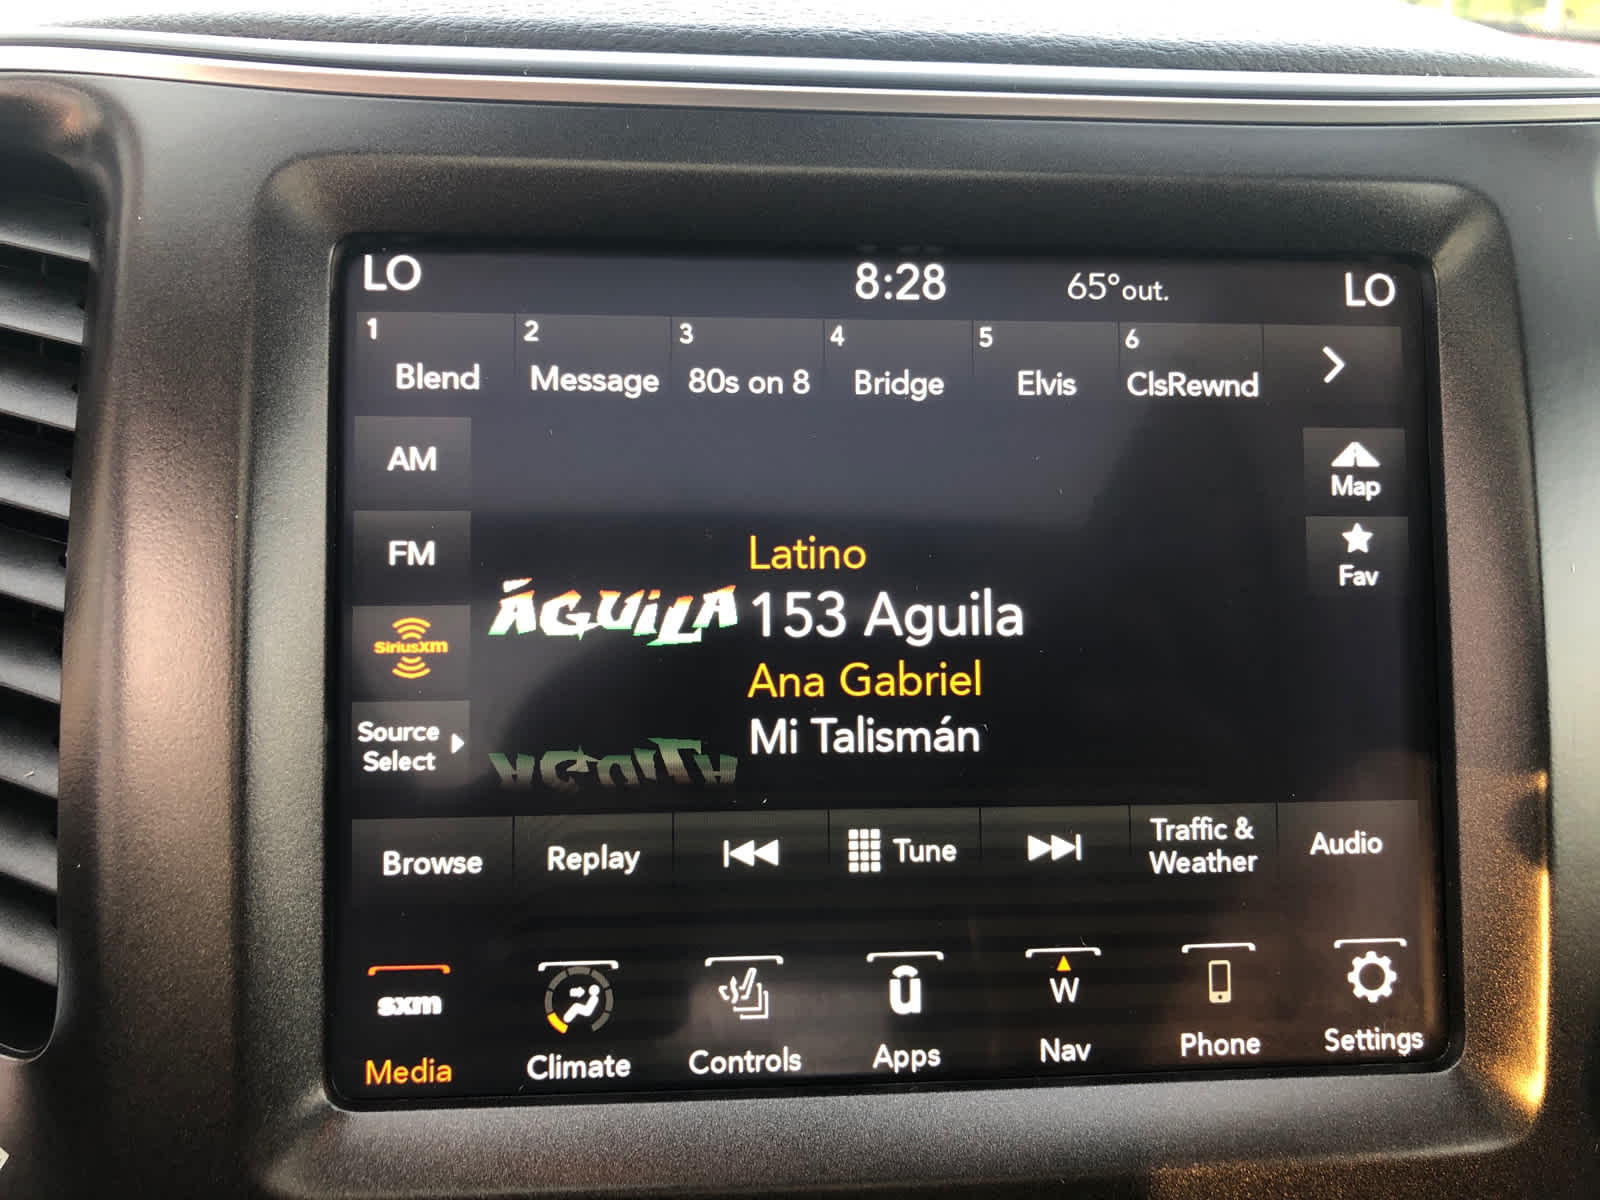 LO 8:28 65°out. LO
1 Blend 2 Message 3 80s on 8 4 Bridge 5 Elvis 6 ClsRewnd
AM
Map
FM
Fav
Latino
ÁGUILA 153 Aguila
SiriusXm
Ana Gabriel
Mi Talismán
Source
Select
Browse Replay Tune Traffic &
Weather Audio
sxm
W
Media Climate Controls Apps Nav Phone Settings